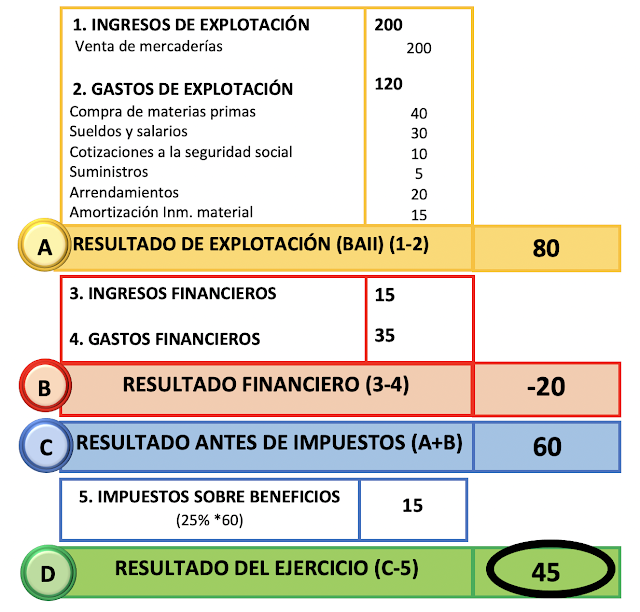 1. INGRESOS DE EXPLOTACIÓN 200
Venta de mercaderías 200
2. GASTOS DE EXPLOTACIÓN 120
Compra de materias primas 40
Sueldos y salarios 30
Cotizaciones a la seguridad social 10
Suministros 5
Arrendamientos 20
Amortización Inm. material 15
A RESULTADO DE EXPLOTACIÓN (BAII) (1-2) 80
3. INGRESOS FINANCIEROS 15
4. GASTOS FINANCIEROS 35
B RESULTADO FINANCIERO (3-4) -20
C RESULTADO ANTES DE IMPUESTOS (A+B) 60
5. IMPUESTOS SOBRE BENEFICIOS 15
(25% *60)
D RESULTADO DEL EJERCICIO (C-5) 45